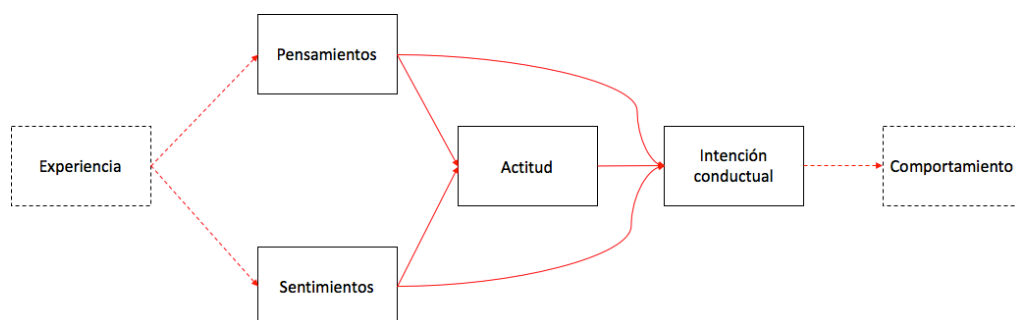 Pensamientos
Experiencia
Actitud
Intención
conductual
Comportamiento
Sentimientos